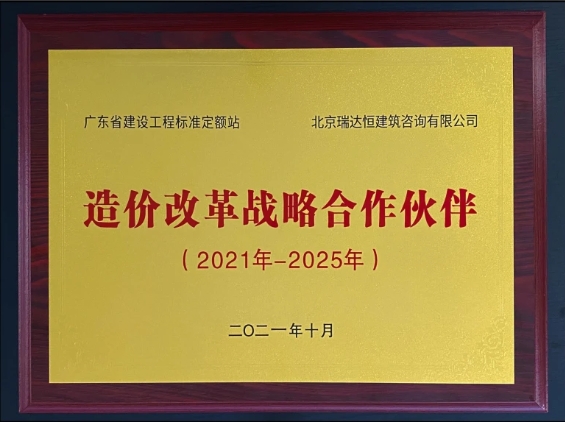 广东省建设工程标准定额站 北京瑞达恒建筑咨询有限公司
造价改革战略合作伙伴
（2021年-2025年）
二〇二一年十月